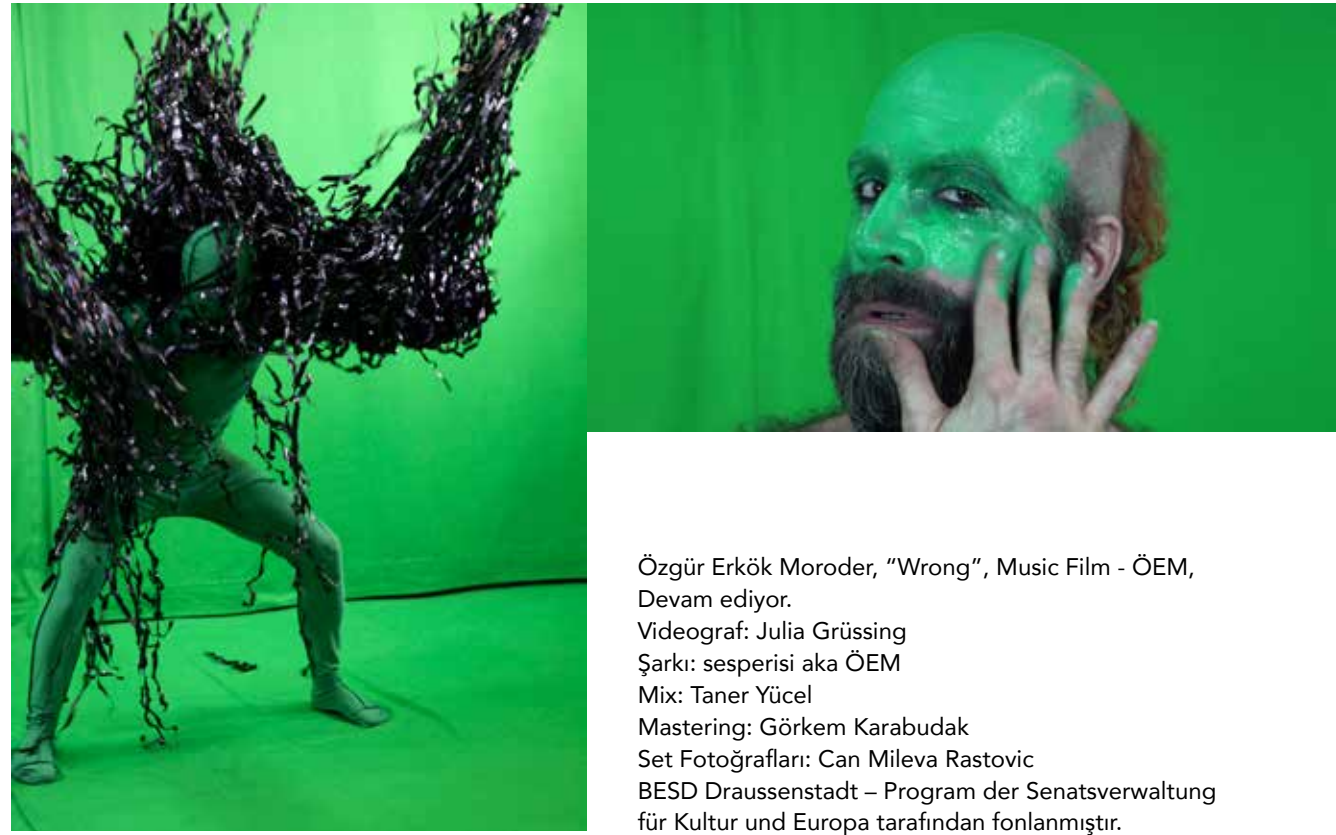 Özgür Erkök Moroder, “Wrong”, Music Film - ÖEM,
Devam ediyor.
Videograf: Julia Grüssing
Şarkı: sesperisi aka ÖEM
Mix: Taner Yücel
Mastering: Görkem Karabudak
Set Fotoğrafları: Can Mileva Rastovic
BESD Draussenstadt – Program der Senatsverwaltung
für Kultur und Europa tarafından fonlanmıştır.